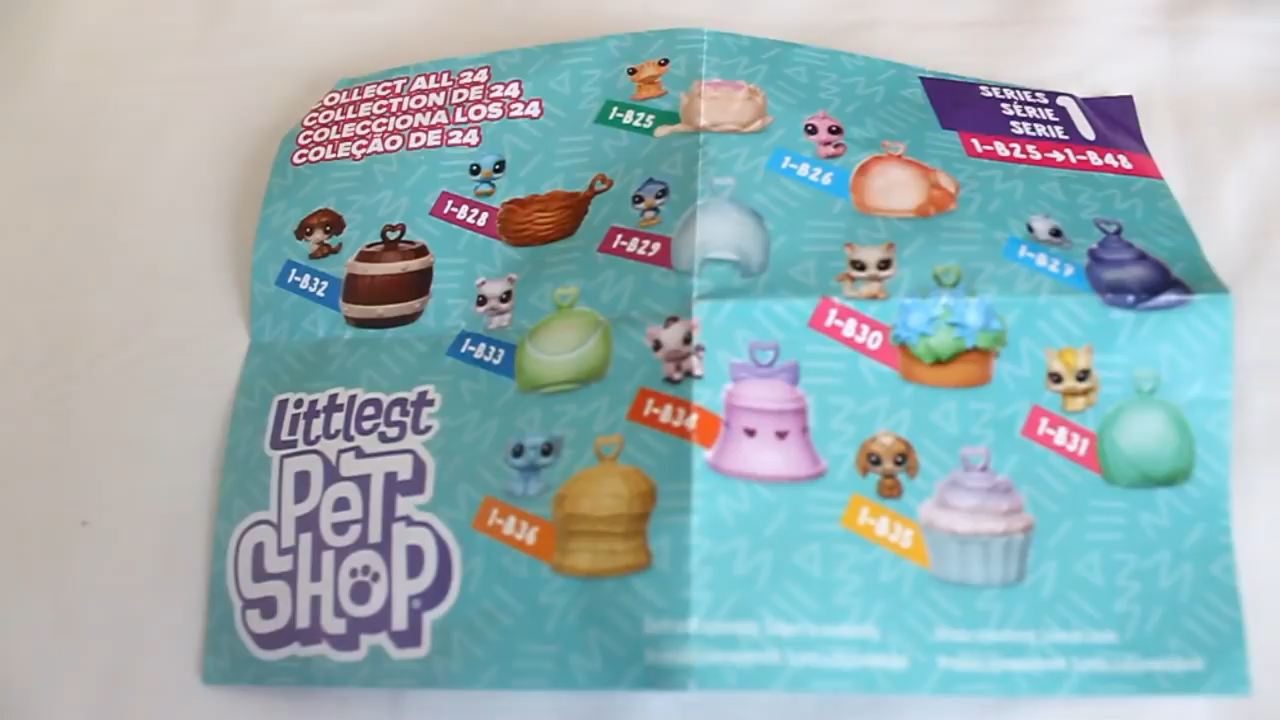 COLLECT ALL 24
COLLECTION DE 24
COLECCIONA LOS 24
COLEÇÃO DE 24
SERIES
SÉRIE
SERIE
1
1-B25→1-B48
1-B25
1-B26
1-B28
1-B29
1-B27
1-B32
1-B33
1-B30
1-B34
1-B31
1-B36
1-B35
LITTLEST
PET
SHOP